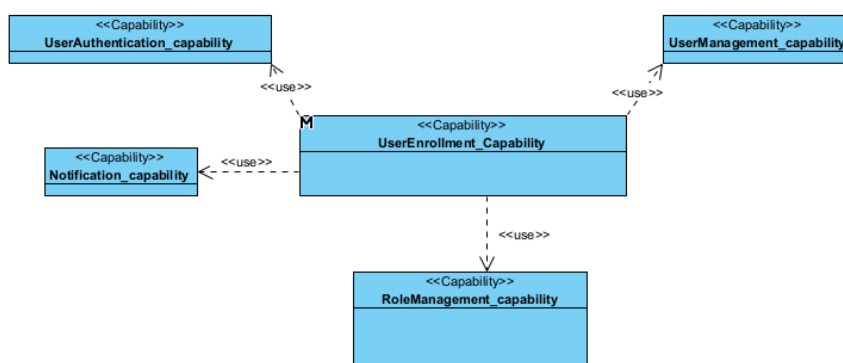 <<Capability>>
UserAuthentication_capability
<<Capability>>
UserManagement_capability
<<use>>
<<use>>
M
<<Capability>>
UserEnrollment_Capability
<<Capability>>
Notification_capability
<<use>>
<<use>>
<<Capability>>
RoleManagement_capability